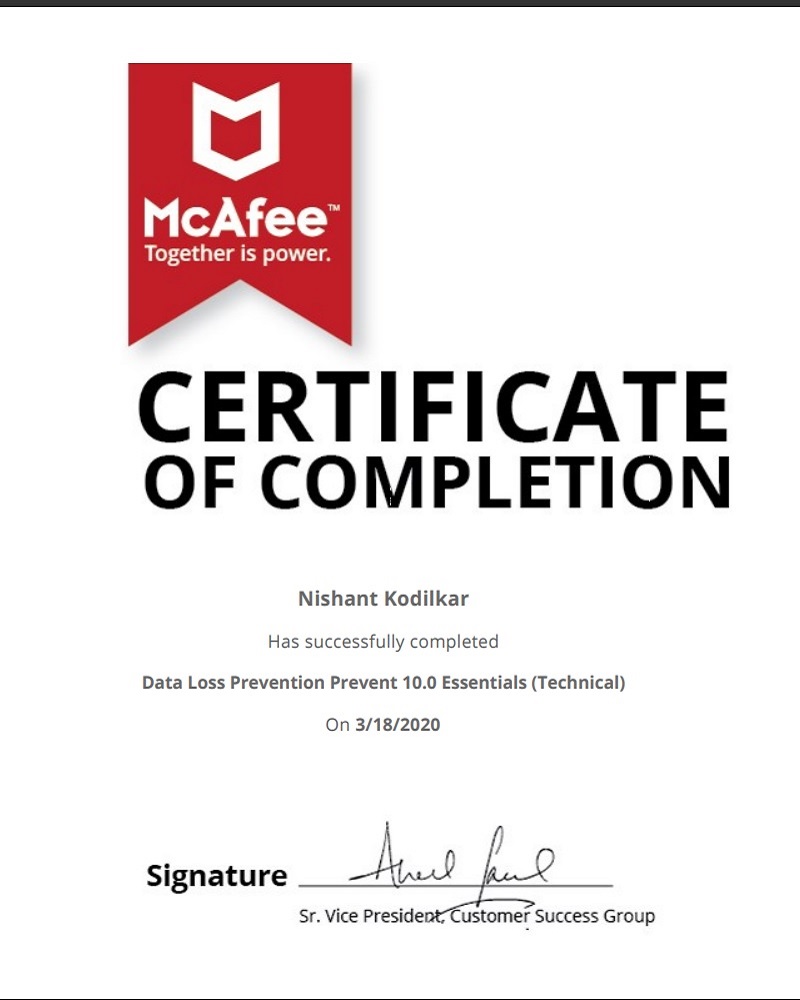 McAfee™
Together is power.
CERTIFICATE
OF COMPLETION
Nishant Kodilkar
Has successfully completed
Data Loss Prevention Prevent 10.0 Essentials (Technical)
On 3/18/2020
Signature
Sr. Vice President, Customer Success Group